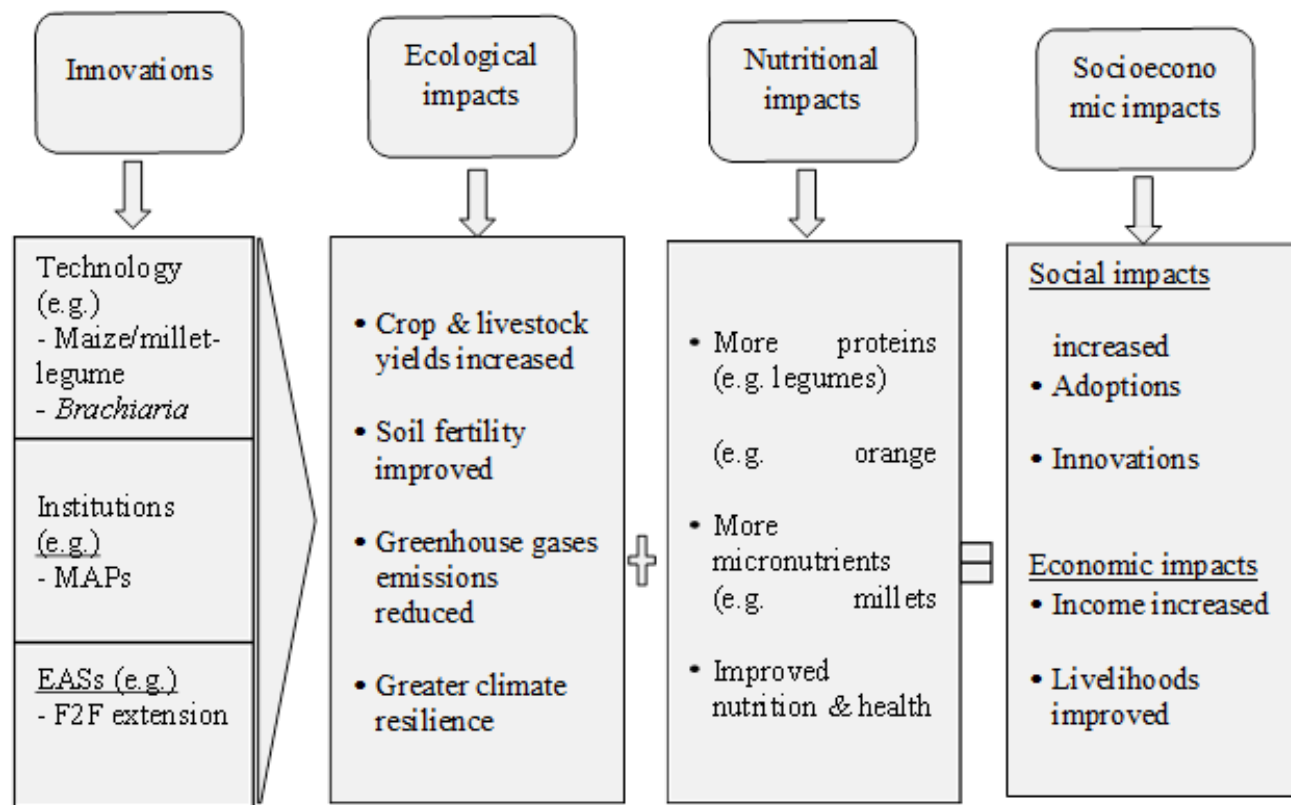 Innovations
Ecological
impacts
Nutritional
impacts
Socioecono
mic impacts
Technology
(e.g.)
- Maize/millet-
legume
- Brachiaria
Institutions
(e.g.)
- MAPs
EASs (e.g.)
- F2F extension
• Crop & livestock
yields increased
• Soil fertility
improved
• Greenhouse gases
emissions
reduced
• Greater climate
resilience
• More proteins
(e.g. legumes)
(e.g. orange
• More
micronutrients
(e.g. millets
• Improved
nutrition & health
Social impacts
increased
• Adoptions
• Innovations
Economic impacts
• Income increased
• Livelihoods
improved